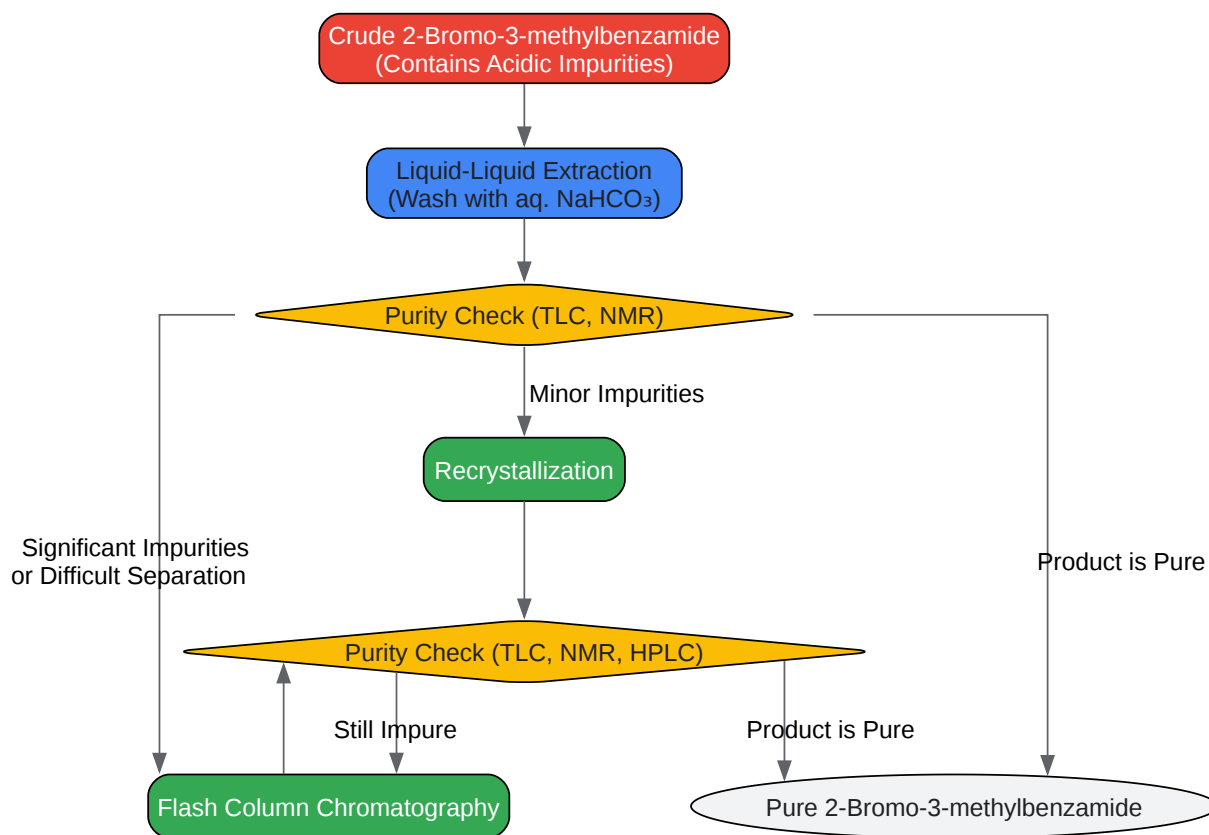 Crude 2-Bromo-3-methylbenzamide
(Contains Acidic Impurities)
Liquid-Liquid Extraction
(Wash with aq. NaHCO₃)
Purity Check (TLC, NMR)
Minor Impurities
Recrystallization
Significant Impurities
or Difficult Separation
Product is Pure
Purity Check (TLC, NMR, HPLC)
Still Impure
Product is Pure
Flash Column Chromatography
Pure 2-Bromo-3-methylbenzamide